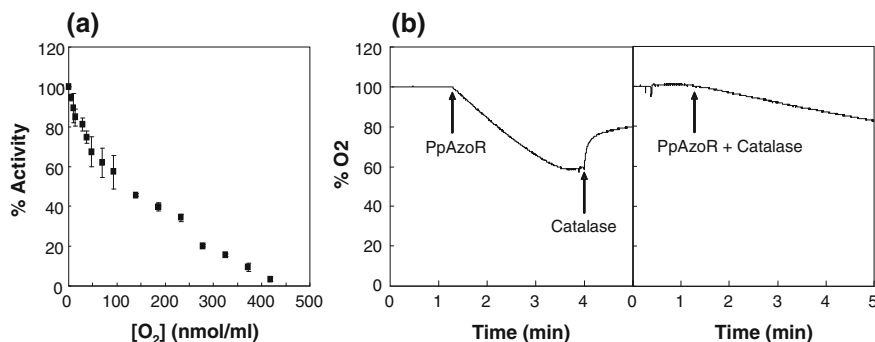 (a)
% Activity
120
100
80
60
40
20
0
0 100 200 300 400 500
[O2] (nmol/ml)
(b)
% O2
120
100
80
60
40
20
0
PpAzoR
Catalase
PpAzoR + Catalase
0 1 2 3 4 0 1 2 3 4 5
Time (min) Time (min)